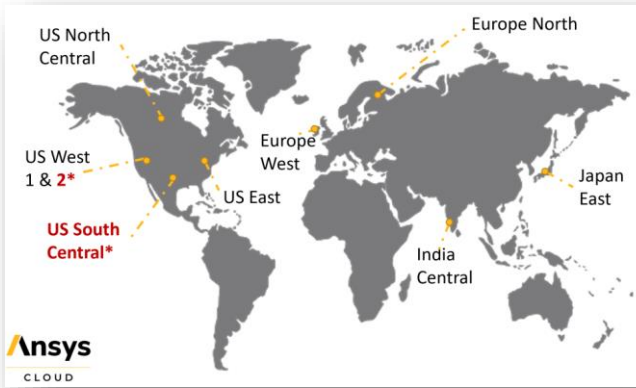 US North
Central
Europe North
US West
1 & 2*
Europe
West
US East
Japan
East
US South
Central*
India
Central
Ansys
CLOUD